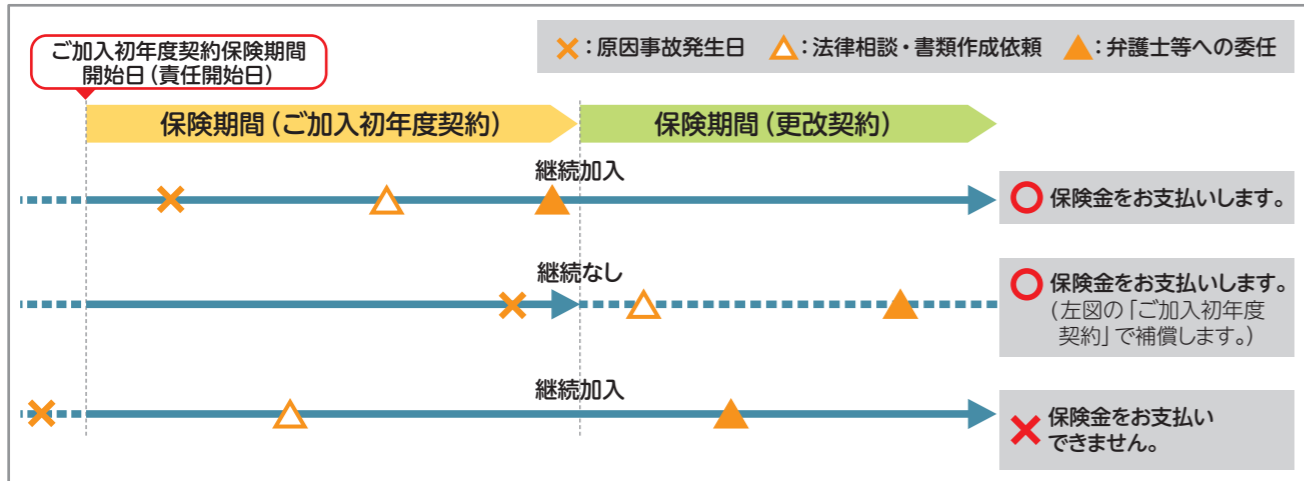 ご加入初年度契約保険期間
開始日(責任開始日)
:原因事故発生日 :法律相談・書類作成依頼 :弁護士等への委任
保険期間(ご加入初年度契約) 保険期間(更改契約)
継続加入
保険金をお支払いします。
継続なし
保険金をお支払いします。
(左図の「ご加入初年度
契約」で補償します。)
継続加入
保険金をお支払い
できません。